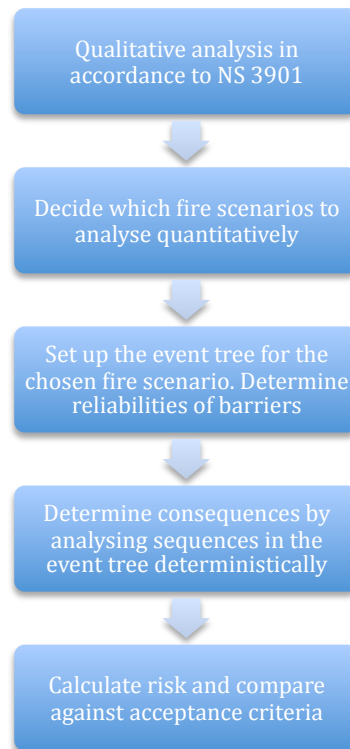 Qualitative analysis in
accordance to NS 3901
Decide which fire scenarios to
analyse quantitatively
Set up the event tree for the
chosen fire scenario. Determine
reliabilities of barriers
Determine consequences by
analysing sequences in the
event tree deterministically
Calculate risk and compare
against acceptance criteria